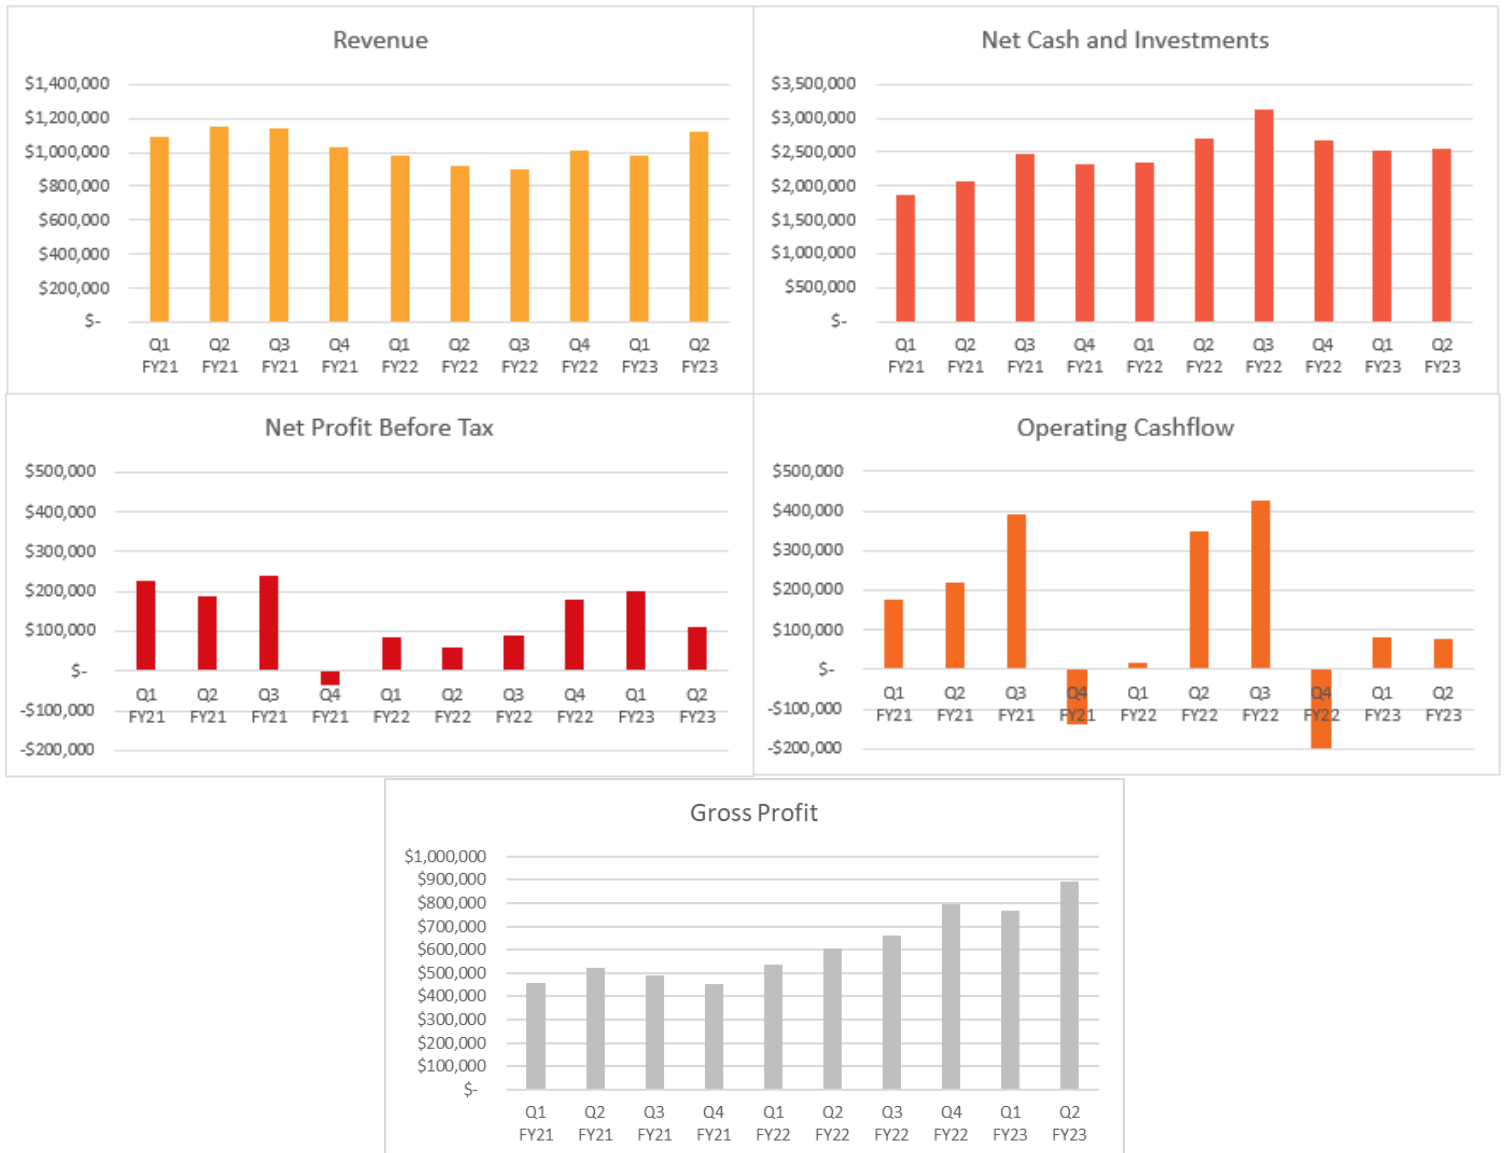 Revenue
$1,400,000
$1,200,000
$1,000,000
$800,000
$600,000
$400,000
$200,000
$-
Q1 Q2 Q3 Q4 Q1 Q2 Q3 Q4 Q1 Q2
FY21 FY21 FY21 FY21 FY22 FY22 FY22 FY22 FY23 FY23
Net Cash and Investments
$3,500,000
$3,000,000
$2,500,000
$2,000,000
$1,500,000
$1,000,000
$500,000
$-
Q1 Q2 Q3 Q4 Q1 Q2 Q3 Q4 Q1 Q2
FY21 FY21 FY21 FY21 FY22 FY22 FY22 FY22 FY23 FY23
Net Profit Before Tax
$500,000
$400,000
$300,000
$200,000
$100,000
$-
-$100,000
-$200,000
Q1 Q2 Q3 Q4 Q1 Q2 Q3 Q4 Q1 Q2
FY21 FY21 FY21 FY21 FY22 FY22 FY22 FY22 FY23 FY23
Operating Cashflow
$500,000
$400,000
$300,000
$200,000
$100,000
$-
-$100,000
-$200,000
Q1 Q2 Q3 Q4 Q1 Q2 Q3 Q4 Q1 Q2
FY21 FY21 FY21 FY21 FY22 FY22 FY22 FY22 FY23 FY23
Gross Profit
$1,000,000
$900,000
$800,000
$700,000
$600,000
$500,000
$400,000
$300,000
$200,000
$100,000
$-
Q1 Q2 Q3 Q4 Q1 Q2 Q3 Q4 Q1 Q2
FY21 FY21 FY21 FY21 FY22 FY22 FY22 FY22 FY23 FY23